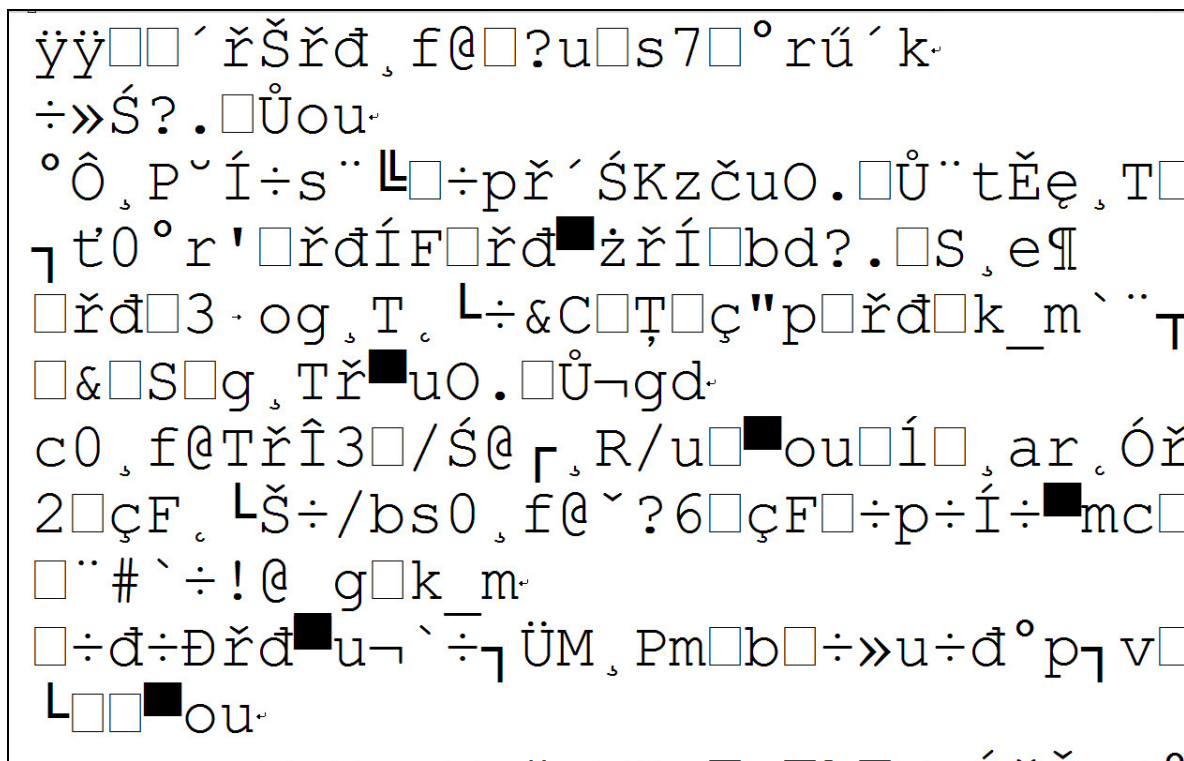 ÿÿ□□´řŠřđ¸f@□?u□s7□°rű´k
÷»Ś?.□Ůou
°Ô¸P˘Í÷s¨╚□÷př´ŚKzčuO.□Ů¨tĚę¸T□
┐ť0°r'□řđÍF□řđ▀żřÍ□bd?.□S¸e¶
□řđ□3→og¸T˛└÷&C□Ţ□ç"p□řđ□k_m`¨┬
□&□S□g¸Tř▀uO.□Ů¬gd
c0¸f@TřÎ3□/Ś@┌¸R/u□▀ou□Í□¸ar˛Óř
2□çF˛└Š÷/bs0¸f@ˇ?6□çF□÷p÷Í÷▀mc□
□¨#`÷!@_g□k_m
□÷đ÷Đřđ▀u¬`÷┐ÜM¸Pm□b□÷»u÷đ°p┐v□
└□□▀ou